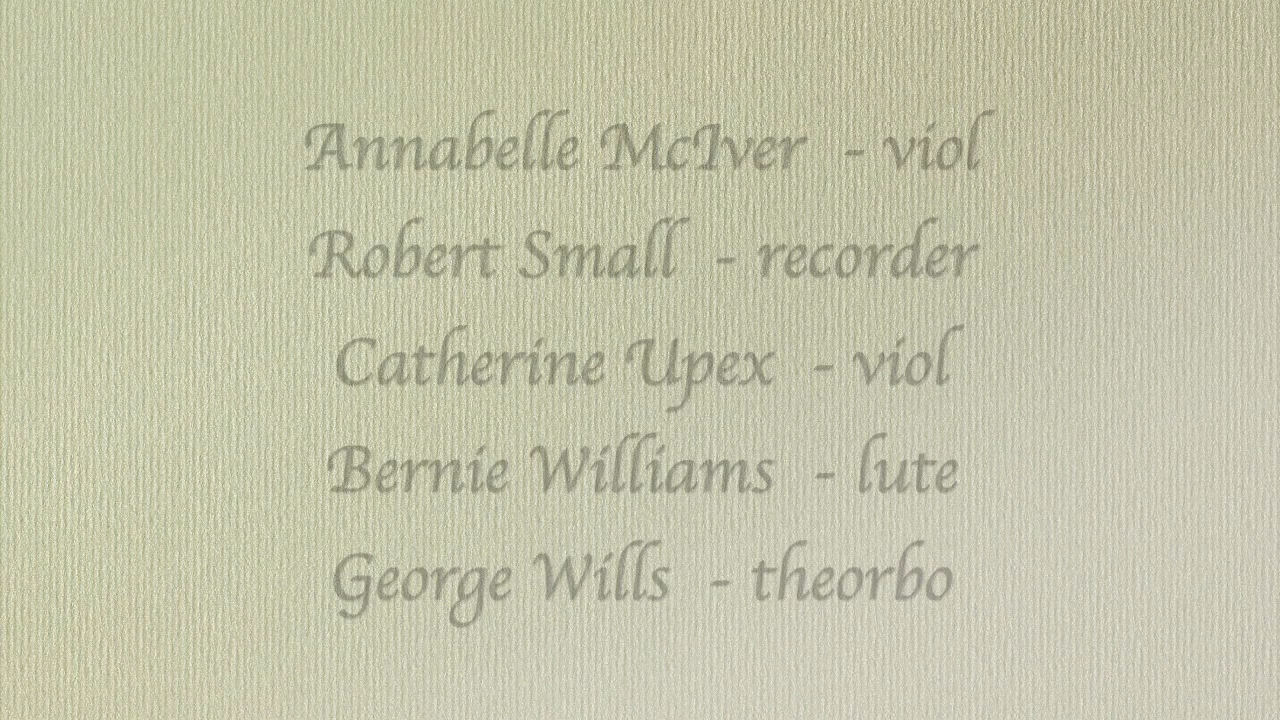 Annabelle McIver - viol
Robert Small - recorder
Catherine Upex - viol
Bernie Williams - lute
George Wills - theorbo